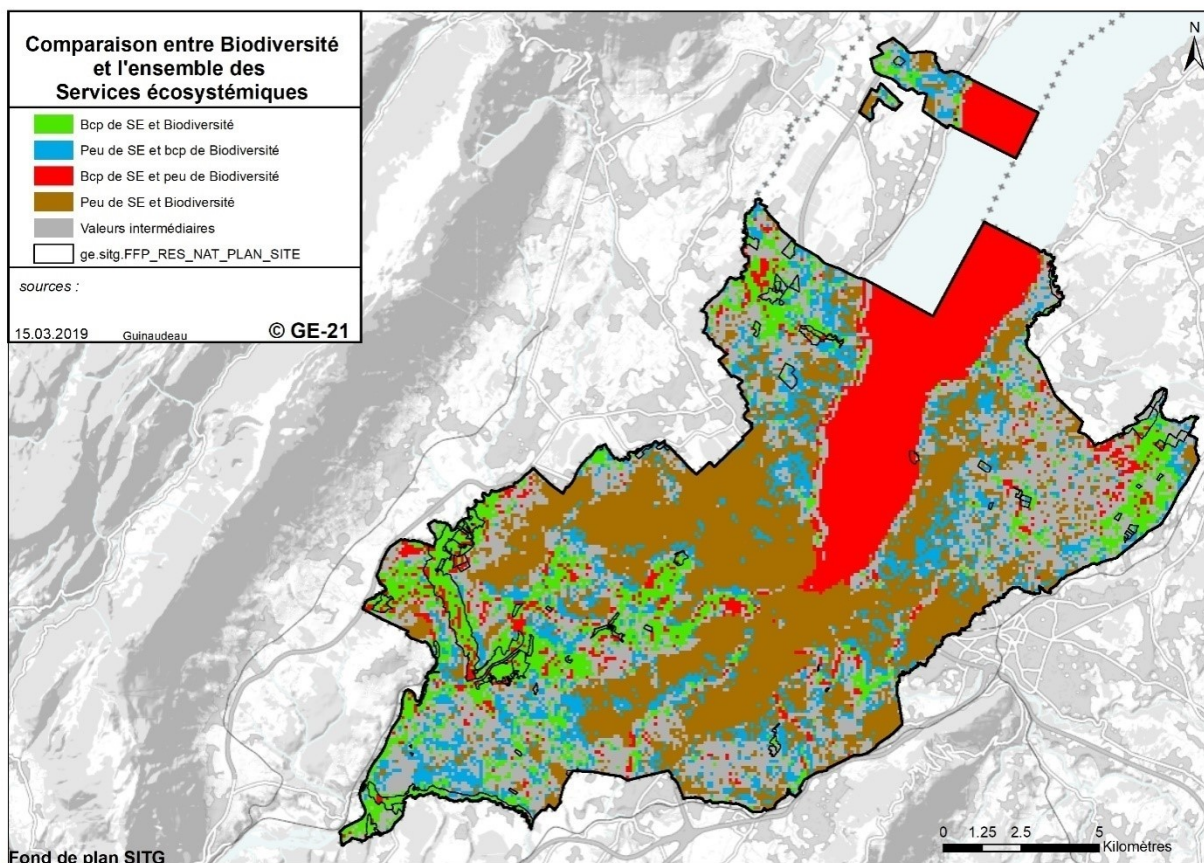 Comparaison entre Biodiversité
et l'ensemble des
Services écosystémiques
Bcp de SE et Biodiversité
Peu de SE et bcp de Biodiversité
Bcp de SE et peu de Biodiversité
Peu de SE et Biodiversité
Valeurs intermédiaires
ge.sitg.FFP_RES_NAT_PLAN_SITE
sources :
15.03.2019 Guinaudeau © GE-21
N
0 1.25 2.5 5
Kilomètres
Fond de plan SITG